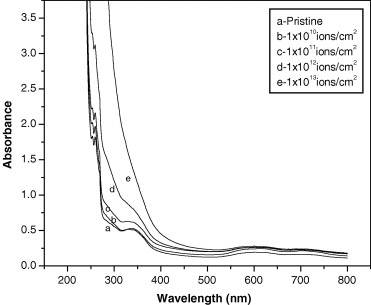 3.5
3.0
2.5
2.0
1.5
1.0
0.5
0.0
Absorbance
a-Pristine
b-1x10¹⁰ions/cm²
c-1x10¹¹ions/cm²
d-1x10¹²ions/cm²
e-1x10¹³ions/cm²
e
d
c
b
a
200 300 400 500 600 700 800
Wavelength (nm)